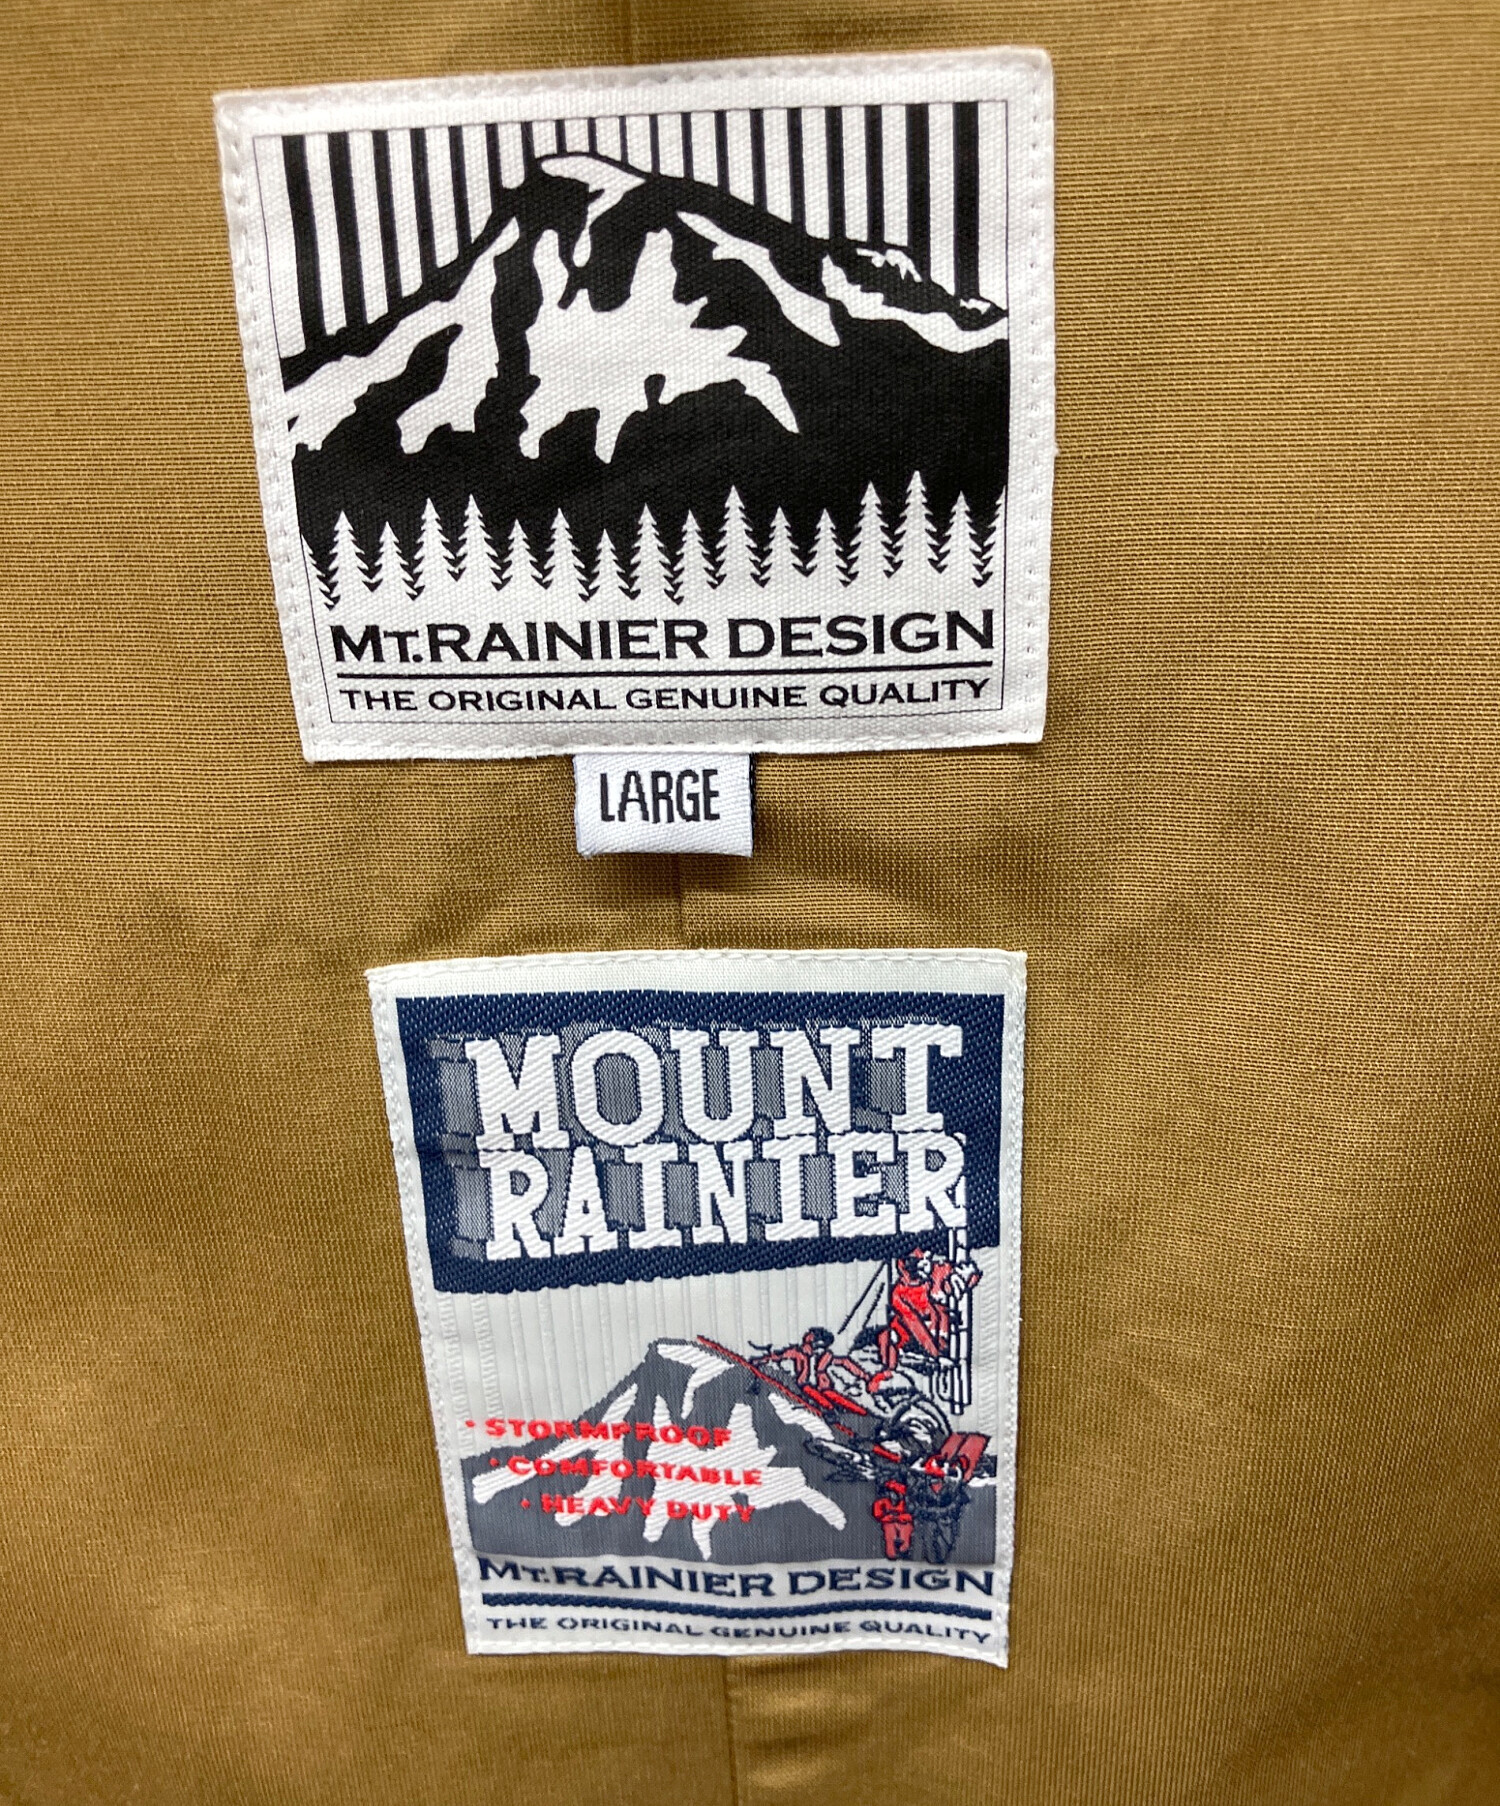 Mt.RAINIER DESIGN
THE ORIGINAL GENUINE QUALITY
LARGE
MOUNT
RAINIER
• STORMPROOF
• COMFORTABLE
• HEAVY DUTY
Mt.RAINIER DESIGN
THE ORIGINAL GENUINE QUALITY